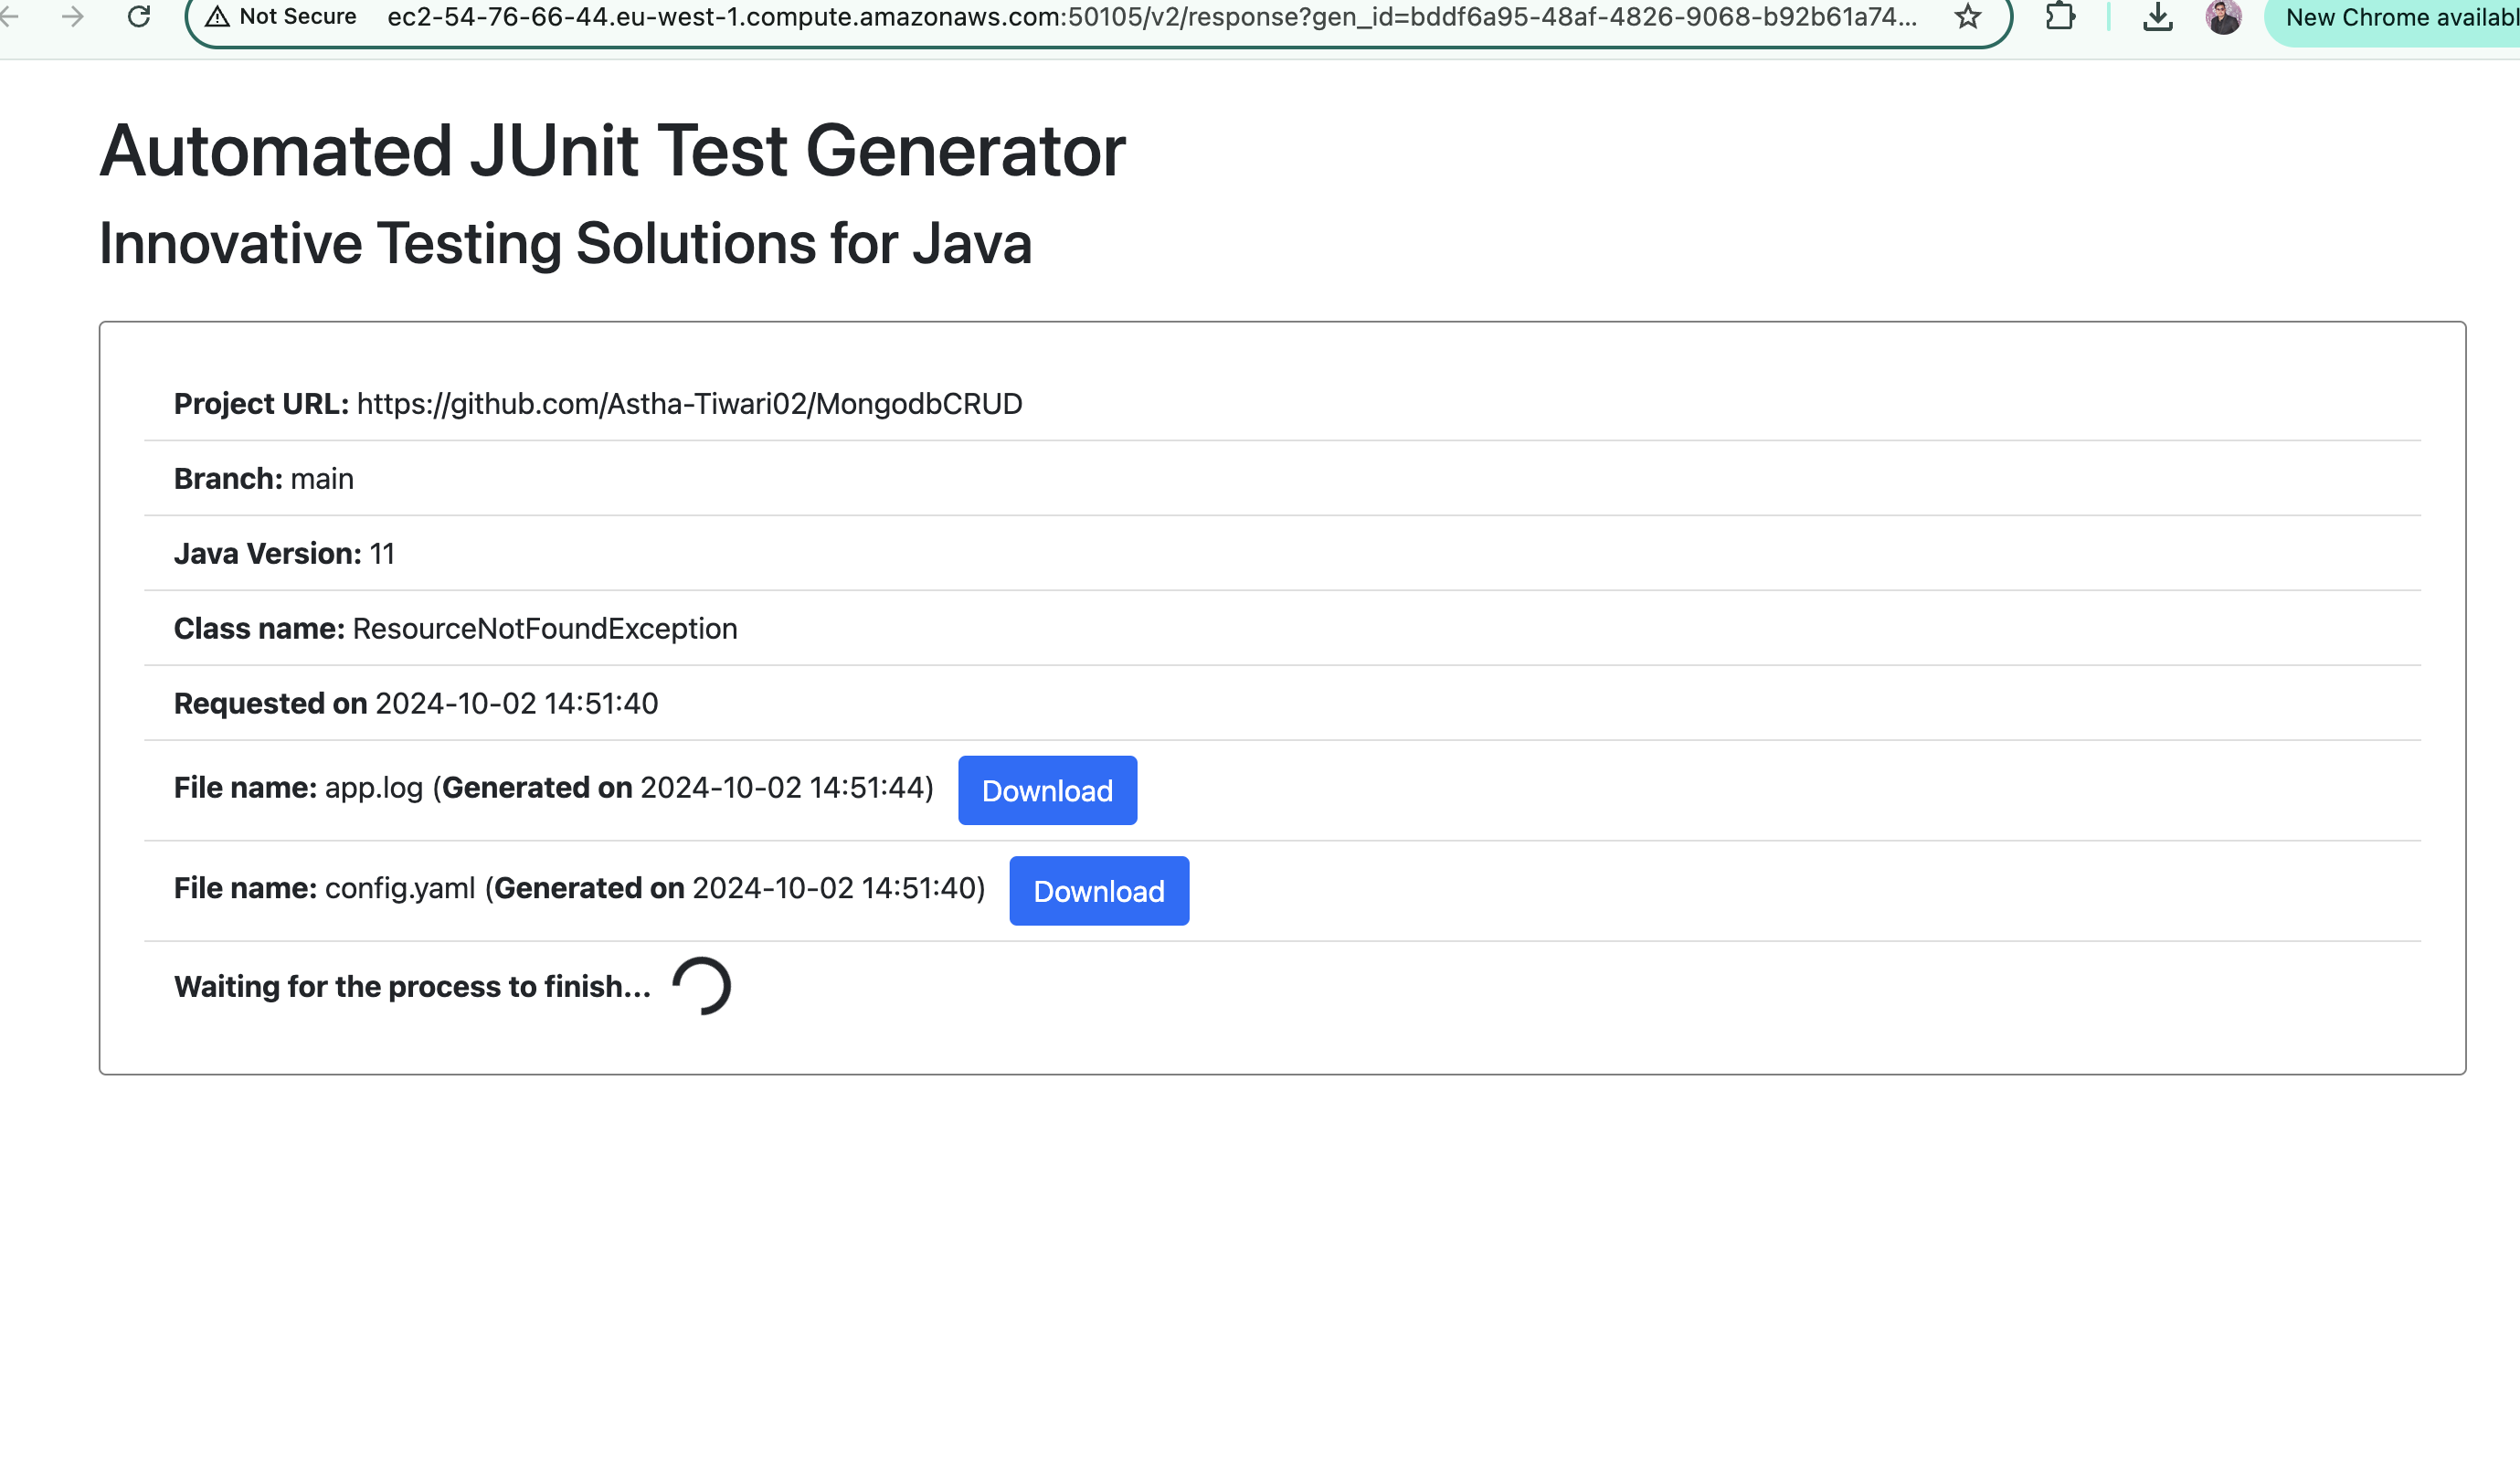 Not Secure ec2-54-76-66-44.eu-west-1.compute.amazonaws.com:50105/v2/response?gen_id=bddf6a95-48af-4826-9068-b92b61a74... New Chrome availabl
Automated JUnit Test Generator
Innovative Testing Solutions for Java
Project URL: https://github.com/Astha-Tiwari02/MongodbCRUD
Branch: main
Java Version: 11
Class name: ResourceNotFoundException
Requested on 2024-10-02 14:51:40
File name: app.log (Generated on 2024-10-02 14:51:44) Download
File name: config.yaml (Generated on 2024-10-02 14:51:40) Download
Waiting for the process to finish...